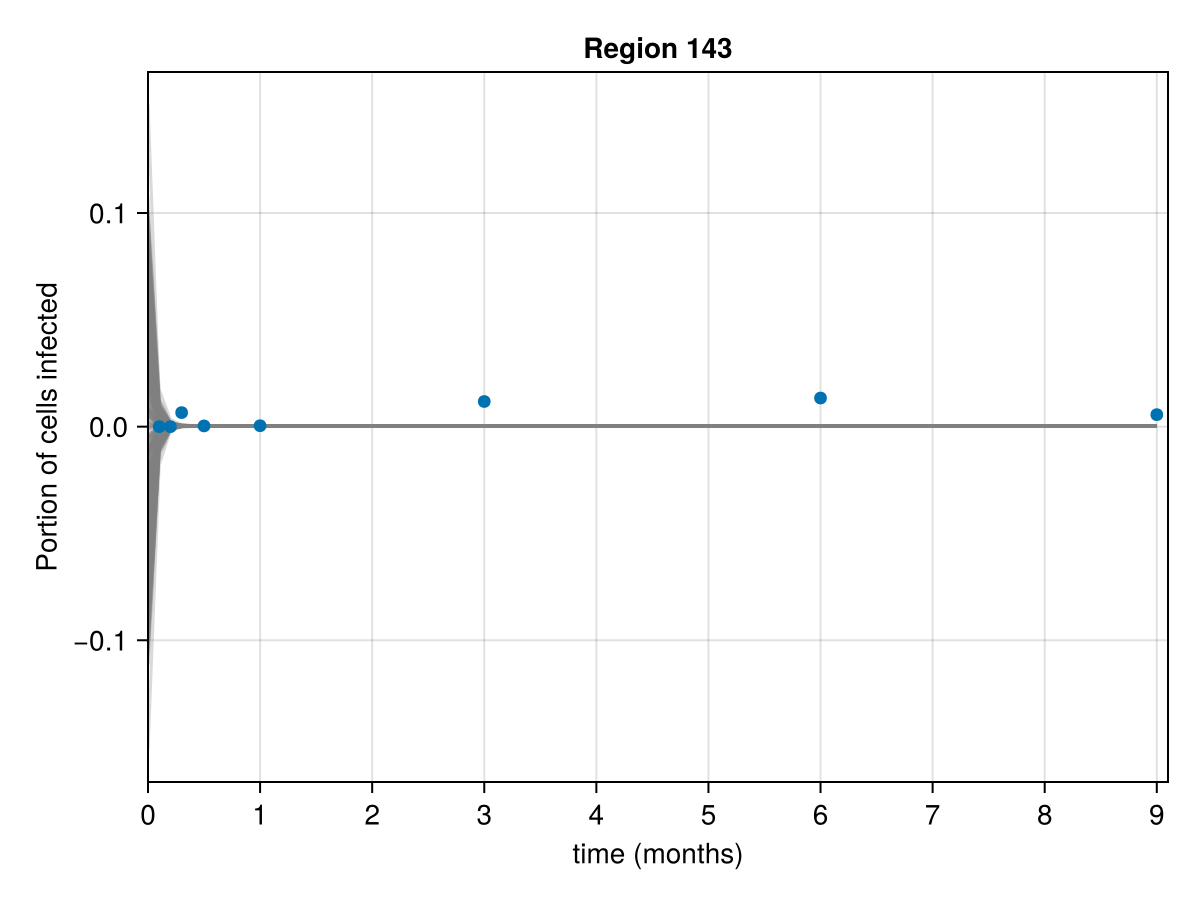 Region 143
Portion of cells infected
0.1
0.0
−0.1
0 1 2 3 4 5 6 7 8 9
time (months)